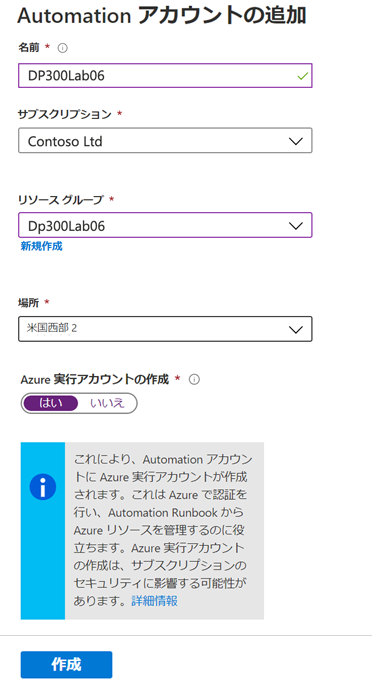 Automation アカウントの追加
名前 *
DP300Lab06
サブスクリプション *
Contoso Ltd
リソース グループ *
Dp300Lab06
新規作成
場所 *
米国西部 2
Azure 実行アカウントの作成 *
はい いいえ
これにより、Automation アカウン
トに Azure 実行アカウントが作成
されます。これは Azure で認証を
行い、Automation Runbook から
Azure リソースを管理するのに役
立ちます。Azure 実行アカウント
の作成は、サブスクリプションの
セキュリティに影響する可能性が
あります。詳細情報
作成